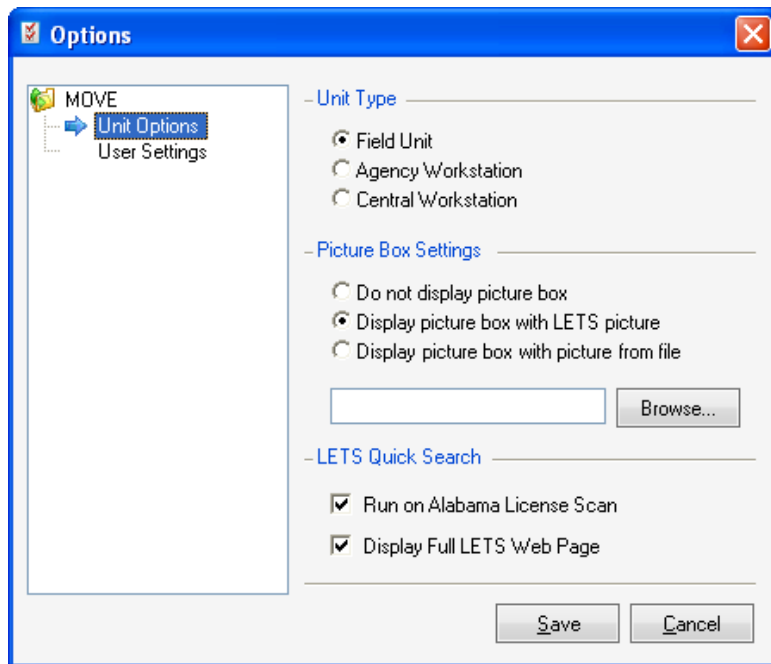 Options
MOVE
Unit Options
User Settings
Unit Type
Field Unit
Agency Workstation
Central Workstation
Picture Box Settings
Do not display picture box
Display picture box with LETS picture
Display picture box with picture from file
Browse...
LETS Quick Search
Run on Alabama License Scan
Display Full LETS Web Page
Save Cancel